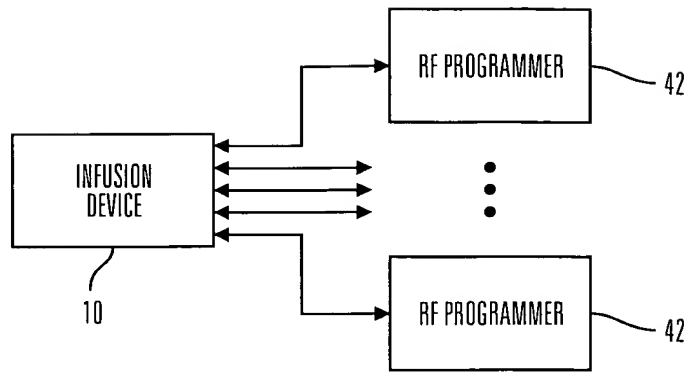 RF PROGRAMMER
42
INFUSION
DEVICE
10
RF PROGRAMMER
42